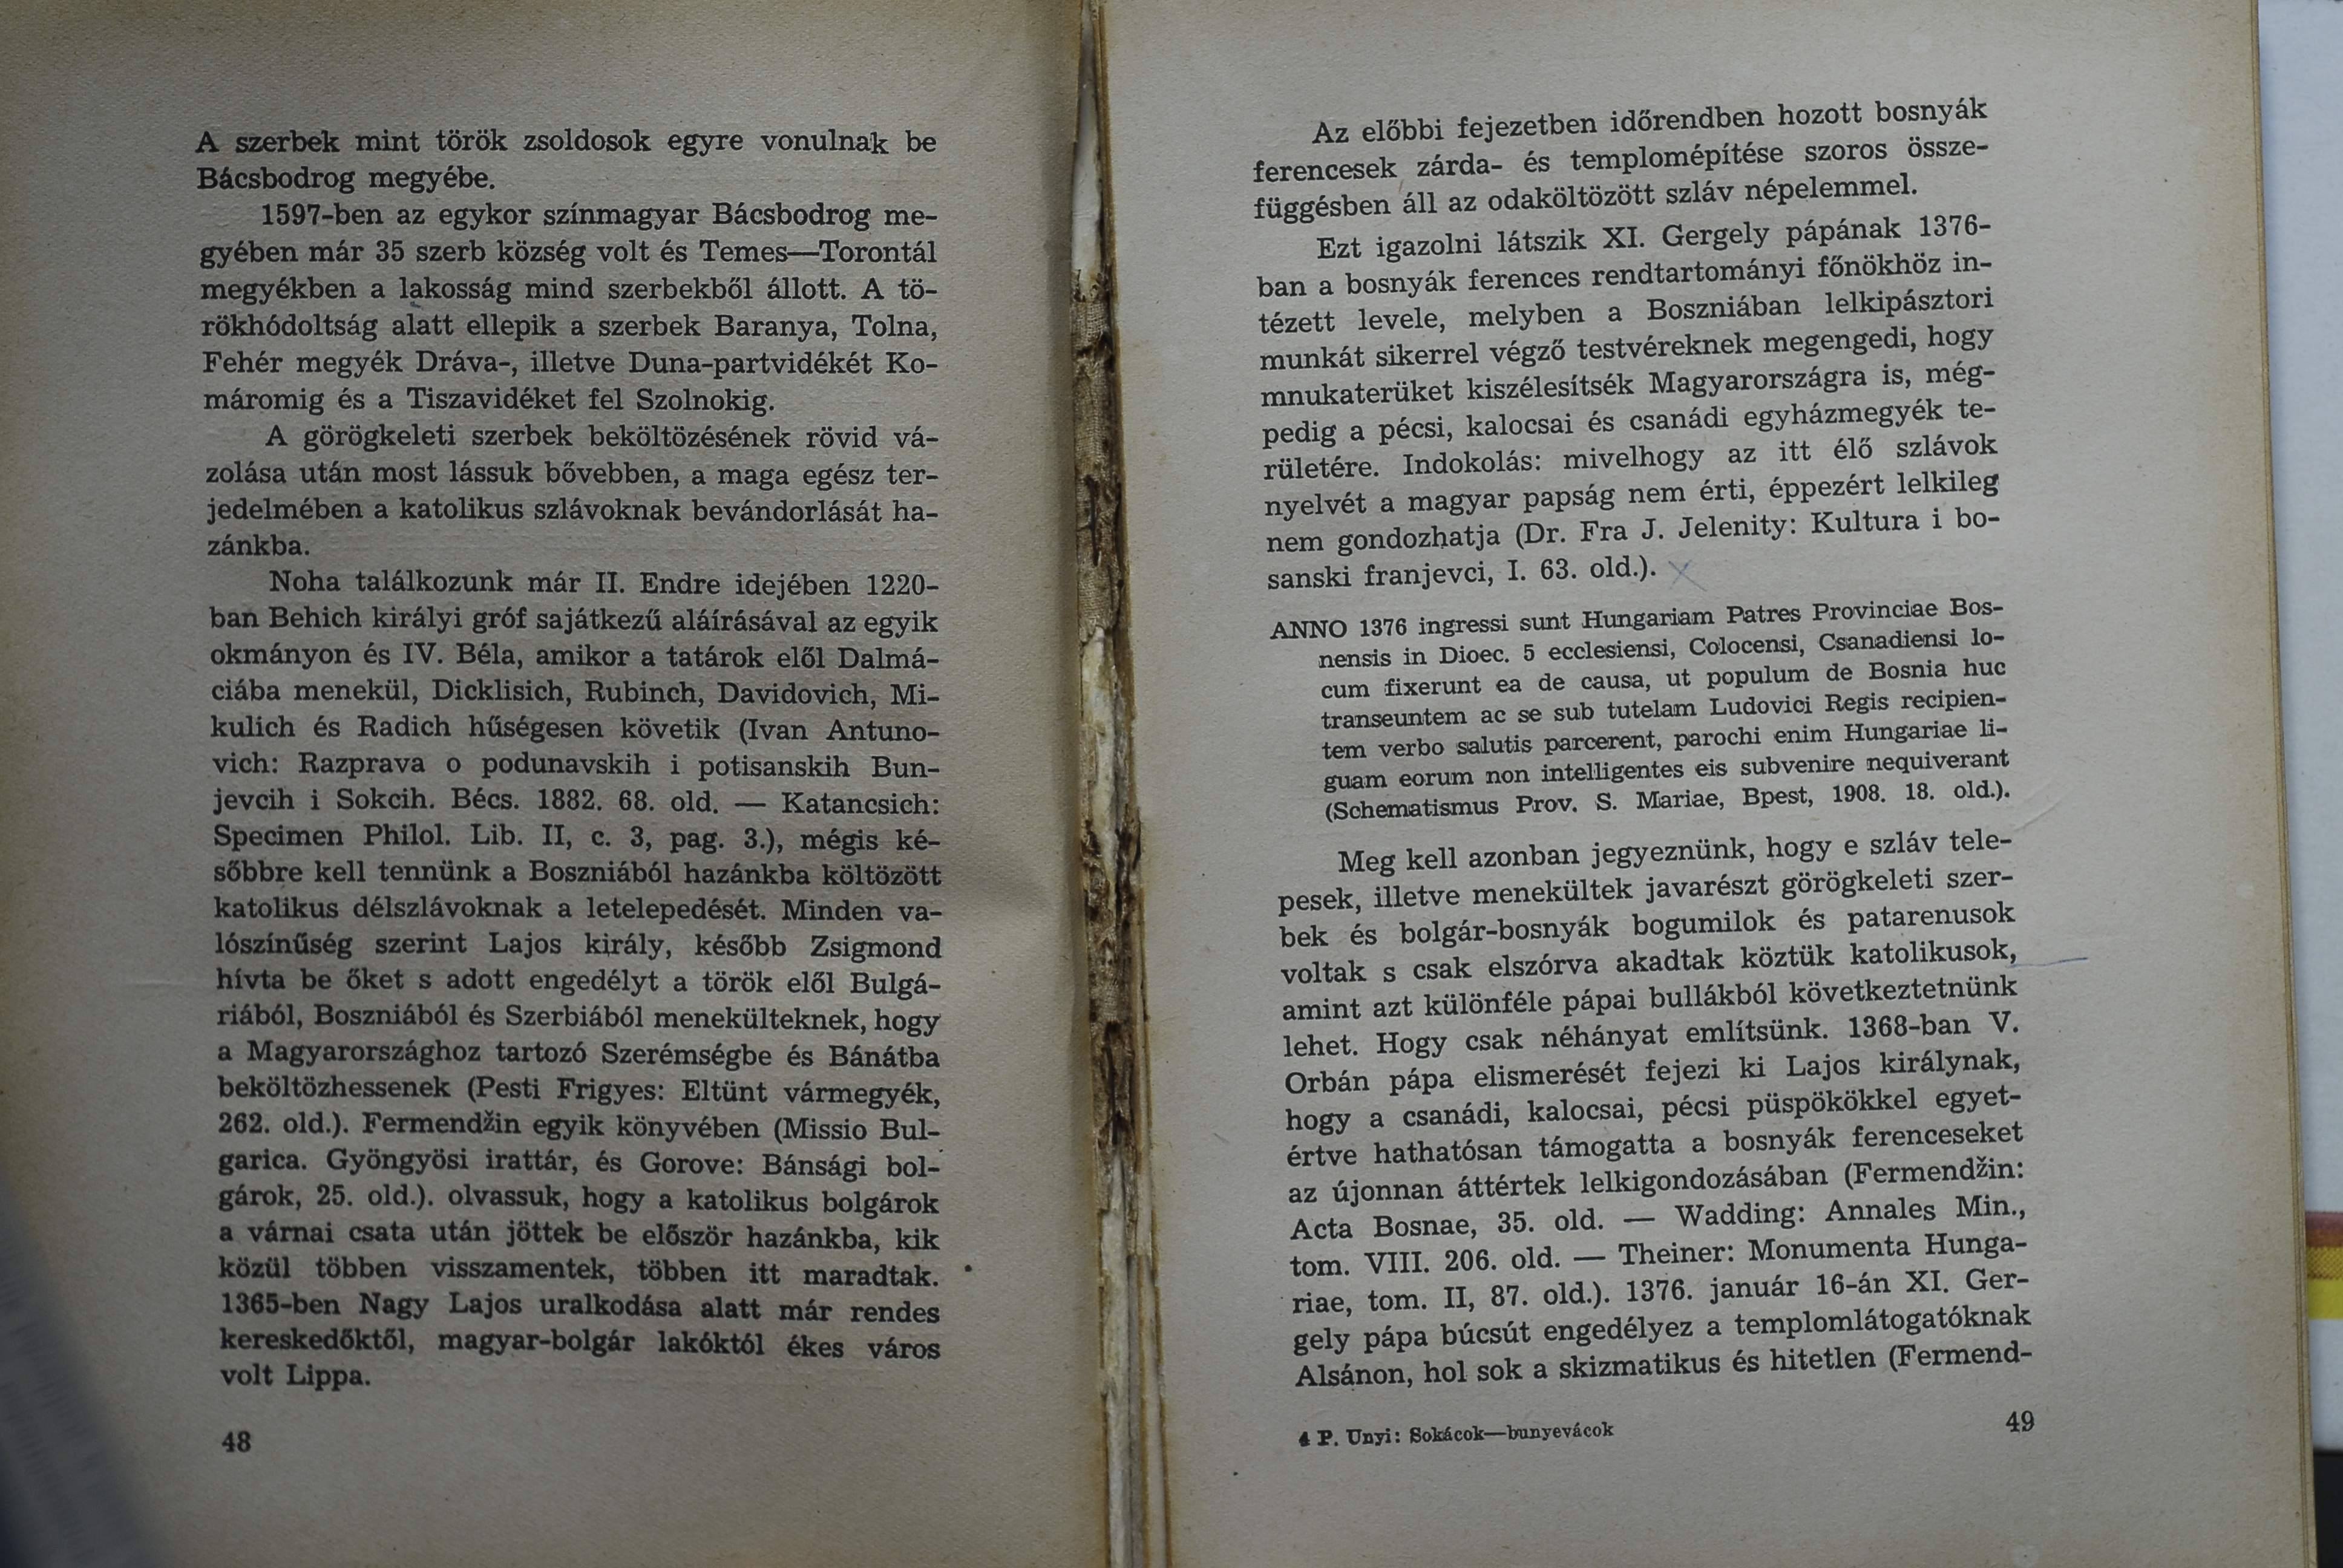 A szerbek mint török zsoldosok egyre vonulnak be
Bácsbodrog megyébe.
1597-ben az egykor színmagyar Bácsbodrog me-
gyében már 35 szerb község volt és Temes—Torontál
megyékben a lakosság mind szerbekből állott. A tö-
rökhódoltság alatt ellepik a szerbek Baranya, Tolna,
Fehér megyék Dráva-, illetve Duna-partvidékét Ko-
máromig és a Tiszavidéket fel Szolnokig.
A görögkeleti szerbek beköltözésének rövid vá-
zolása után most lássuk bővebben, a maga egész ter-
jedelmében a katolikus szlávoknak bevándorlását ha-
zánkba.
Noha találkozunk már II. Endre idejében 1220-
ban Behich királyi gróf sajátkezű aláírásával az egyik
okmányon és IV. Béla, amikor a tatárok elől Dalmá-
ciába menekül, Dicklisich, Rubinch, Davidovich, Mi-
kulich és Radich hűségesen követik (Ivan Antuno-
vich: Razprava o podunavskih i potisanskih Bun-
jevcih i Sokcih. Bécs. 1882. 68. old. — Katancsich:
Specimen Philol. Lib. II, c. 3, pag. 3.), mégis ké-
sőbbre kell tennünk a Boszniából hazánkba költözött
katolikus délszlávoknak a letelepedését. Minden va-
lószínűség szerint Lajos király, később Zsigmond
hívta be őket s adott engedélyt a török elől Bulgá-
riából, Boszniából és Szerbiából menekülteknek, hogy
a Magyarországhoz tartozó Szerémségbe és Bánátba
beköltözhessenek (Pesti Frigyes: Eltünt vármegyék,
262. old.). Fermendžin egyik könyvében (Missio Bul-
garica. Gyöngyösi irattár, és Gorove: Bánsági bol-
gárok, 25. old.). olvassuk, hogy a katolikus bolgárok
a várnai csata után jöttek be először hazánkba, kik
közül többen visszamentek, többen itt maradtak.
1365-ben Nagy Lajos uralkodása alatt már rendes
kereskedőktől, magyar-bolgár lakóktól ékes város
volt Lippa.
48
Az előbbi fejezetben időrendben hozott bosnyák
ferencesek zárda- és templomépítése szoros össze-
függésben áll az odaköltözött szláv népelemmel.
Ezt igazolni látszik XI. Gergely pápának 1376-
ban a bosnyák ferences rendtartományi főnökhöz in-
tézett levele, melyben a Boszniában lelkipásztori
munkát sikerrel végző testvéreknek megengedi, hogy
mnukaterüket kiszélesítsék Magyarországra is, még-
pedig a pécsi, kalocsai és csanádi egyházmegyék te-
rületére. Indokolás: mivelhogy az itt élő szlávok
nyelvét a magyar papság nem érti, éppezért lelkileg
nem gondozhatja (Dr. Fra J. Jelenity: Kultura i bo-
sanski franjevci, I. 63. old.).
ANNO 1376 ingressi sunt Hungariam Patres Provinciae Bos-
nensis in Dioec. 5 ecclesiensi, Colocensi, Csanadiensi lo-
cum fixerunt ea de causa, ut populum de Bosnia huc
transeuntem ac se sub tutelam Ludovici Regis recipien-
tem verbo salutis parcerent, parochi enim Hungariae li-
guam eorum non intelligentes eis subvenire nequiverant
(Schematismus Prov. S. Mariae, Bpest, 1908. 18. old.).
Meg kell azonban jegyeznünk, hogy e szláv tele-
pesek, illetve menekültek javarészt görögkeleti szer-
bek és bolgár-bosnyák bogumilok és patarenusok
voltak s csak elszórva akadtak köztük katolikusok,
amint azt különféle pápai bullákból következtetnünk
lehet. Hogy csak néhányat említsünk. 1368-ban V.
Orbán pápa elismerését fejezi ki Lajos királynak,
hogy a csanádi, kalocsai, pécsi püspökökkel egyet-
értve hathatósan támogatta a bosnyák ferenceseket
az újonnan áttértek lelkigondozásában (Fermendžin:
Acta Bosnae, 35. old. — Wadding: Annales Min.,
tom. VIII. 206. old. — Theiner: Monumenta Hunga-
riae, tom. II, 87. old.). 1376. január 16-án XI. Ger-
gely pápa búcsút engedélyez a templomlátogatóknak
Alsánon, hol sok a skizmatikus és hitetlen (Fermend-
4 P. Unyi: Sokácok—bunyevácok
49